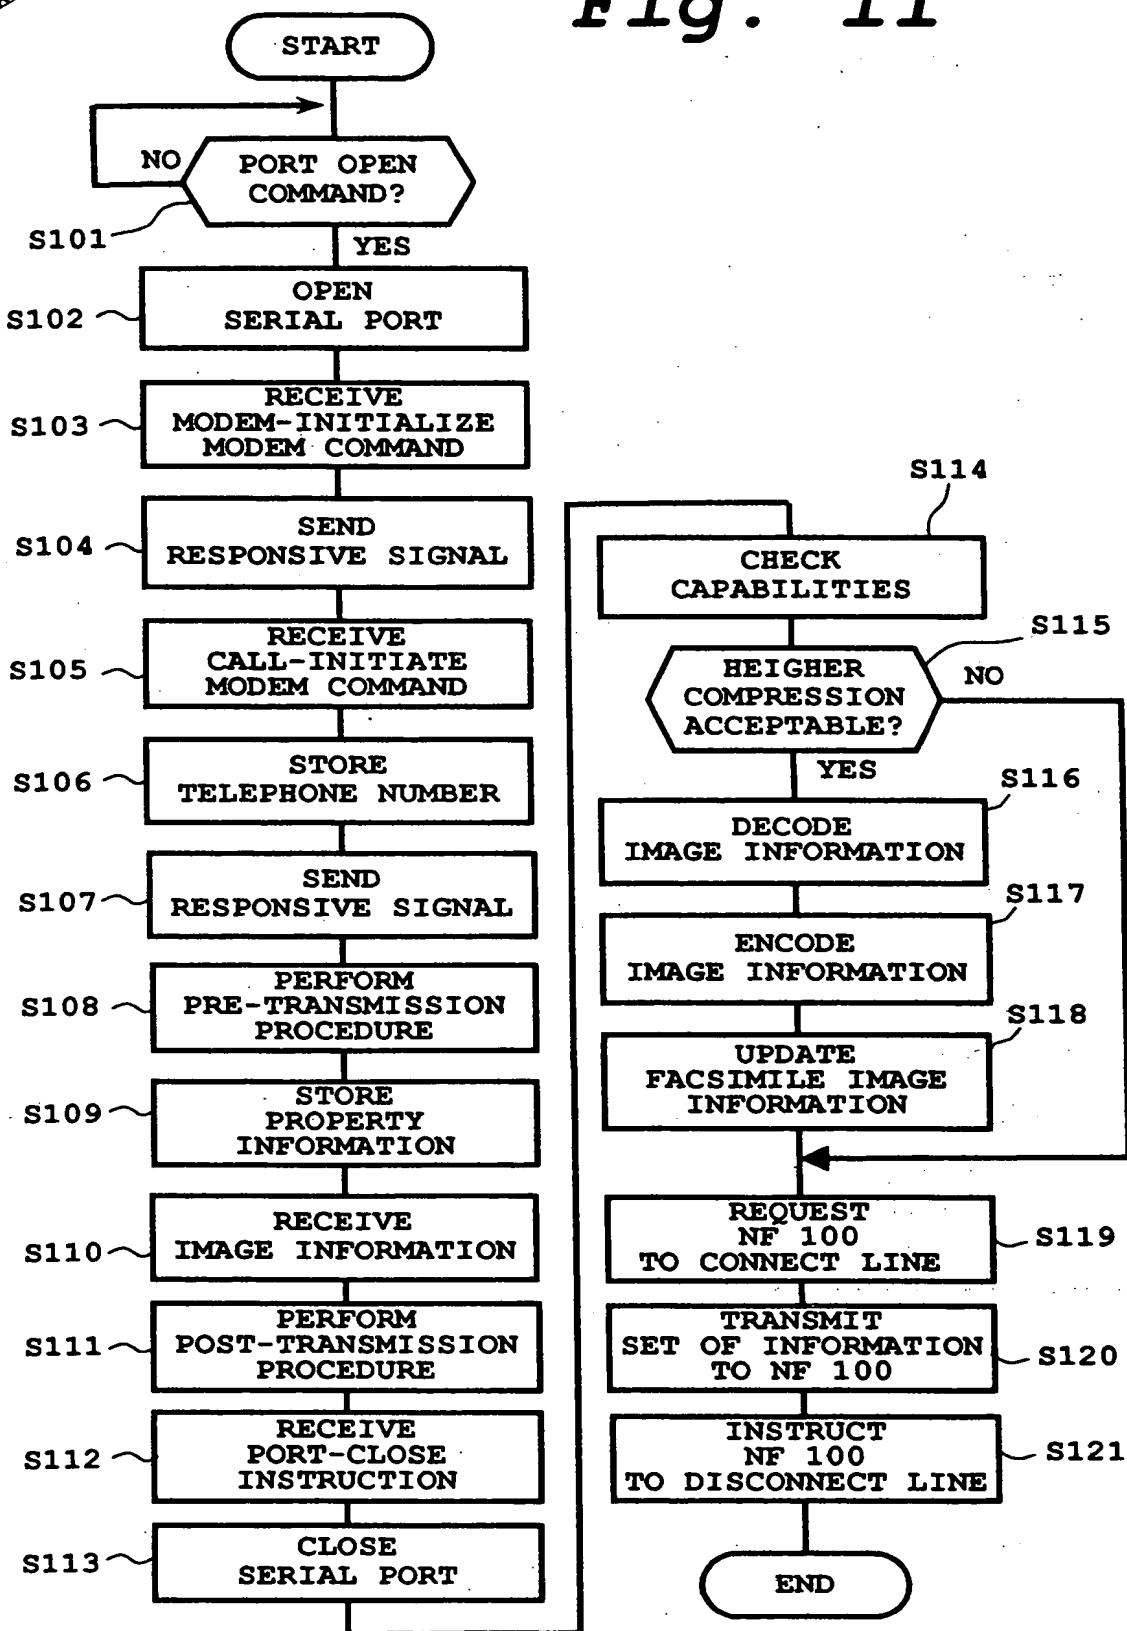 Fig. 11
START
NO
PORT OPEN
COMMAND?
S101
YES
OPEN
SERIAL PORT
S102
RECEIVE
MODEM-INITIALIZE
MODEM COMMAND
S103
SEND
RESPONSIVE SIGNAL
S104
RECEIVE
CALL-INITIATE
MODEM COMMAND
S105
STORE
TELEPHONE NUMBER
S106
SEND
RESPONSIVE SIGNAL
S107
PERFORM
PRE-TRANSMISSION
PROCEDURE
S108
STORE
PROPERTY
INFORMATION
S109
RECEIVE
IMAGE INFORMATION
S110
PERFORM
POST-TRANSMISSION
PROCEDURE
S111
RECEIVE
PORT-CLOSE
INSTRUCTION
S112
CLOSE
SERIAL PORT
S113
S114
CHECK
CAPABILITIES
S115
HEIGHER
COMPRESSION
ACCEPTABLE?
NO
YES
S116
DECODE
IMAGE INFORMATION
S117
ENCODE
IMAGE INFORMATION
S118
UPDATE
FACSIMILE IMAGE
INFORMATION
REQUEST
NF 100
TO CONNECT LINE
S119
TRANSMIT
SET OF INFORMATION
TO NF 100
S120
INSTRUCT
NF 100
TO DISCONNECT LINE
S121
END